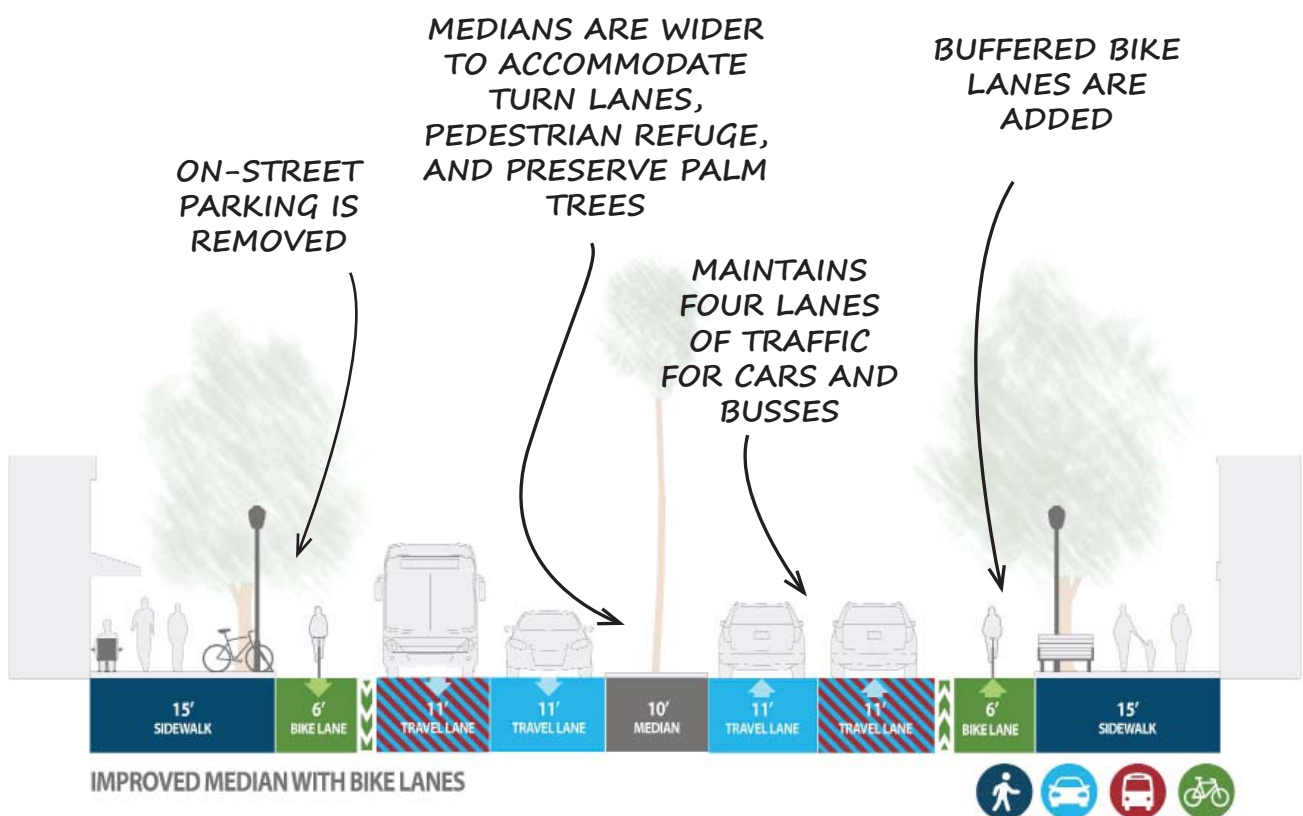 MEDIANS ARE WIDER
TO ACCOMMODATE
TURN LANES,
PEDESTRIAN REFUGE,
AND PRESERVE PALM
TREES
BUFFERED BIKE
LANES ARE
ADDED
ON-STREET
PARKING IS
REMOVED
MAINTAINS
FOUR LANES
OF TRAFFIC
FOR CARS AND
BUSSES
15'
SIDEWALK
6'
BIKE LANE
11'
TRAVEL LANE
11'
TRAVEL LANE
10'
MEDIAN
11'
TRAVEL LANE
11'
TRAVEL LANE
6'
BIKE LANE
15'
SIDEWALK
IMPROVED MEDIAN WITH BIKE LANES